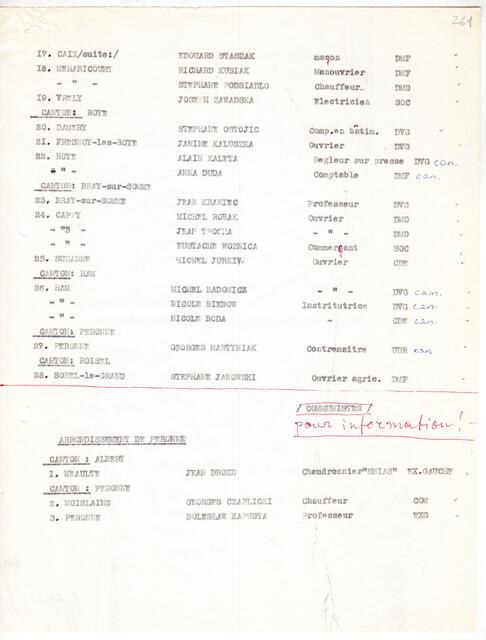 261
17. CAIX/suite:/ EDOUARD STASZAK maçon DMF
18. MEHARICOURT RICHARD KUSIAK Manouvrier DMF
- " - STEPHANE PODSIADLO Chauffeur DMO
19. VRELY JOSEPH ZAWADSKA Electricien SOC
CANTON: ROYE
20. DAMERY STEPHANE OSTOJIC Comp.en bâtim. DVG
21. FRESNOY-les-ROYE JANINE KALUSZKA Ouvrier DVG
22. ROYE ALAIN KALETA Regleur sur presse DVG can.
- " - ANNA DUDA Comptable DMF can.
CANTON: BRAY-sur-SOMME
23. BRAY-sur-SOMME JEAN KRAWIEC Professeur DVG
24. CAPPY MICHEL ROBAK Ouvrier DMO
- " - JEAN TROCHA - " - DMO
- " - EUSTACHE WOZNICA Commerçant SOC
25. SUZANNE MICHEL JURKIW Ouvrier CDE
CANTON: HAM
26. HAM MICHEL RADOMICZ - " - DVG can.
- " - NICOLE BIEBOW Institutrice DVG can.
- " - NICOLE BODA " CDE can.
CANTON: PERONNE
27. PERONNE GEORGES MARTYNIAK Contremaitre UDR can
CANTON: ROISEL
28. SOREL-le-GRAND STEPHANE JANOWSKI Ouvrier agric. DMF
/ COMMUNISTES /
pour information!
ARRONDISSEMENT DE PERONNE
CANTON : ALBERT
1. MEAULTE JEAN DROZD Chaudronnier"SNIAS" EX.GAUCHE
CANTON : PERONNE
2. MOISLAINS GEORGES CZAPLICKI Chauffeur COM
3. PERONNE BOLESŁAW KAPUSTA Professeur EXG